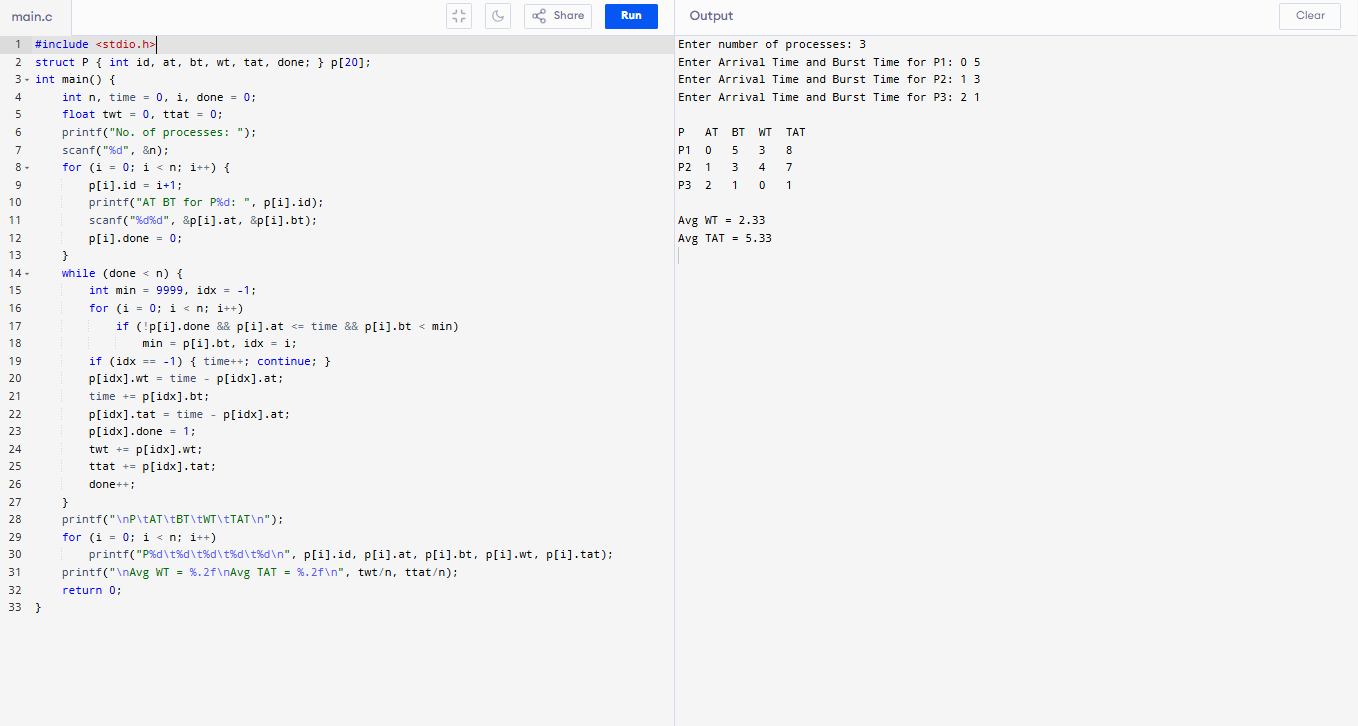 main.c
Share
Run
Output
Clear
1 #include <stdio.h>
2 struct P { int id, at, bt, wt, tat, done; } p[20];
3 int main() {
4     int n, time = 0, i, done = 0;
5     float twt = 0, ttat = 0;
6     printf("No. of processes: ");
7     scanf("%d", &n);
8     for (i = 0; i < n; i++) {
9         p[i].id = i+1;
10         printf("AT BT for P%d: ", p[i].id);
11         scanf("%d%d", &p[i].at, &p[i].bt);
12         p[i].done = 0;
13     }
14     while (done < n) {
15         int min = 9999, idx = -1;
16         for (i = 0; i < n; i++)
17             if (!p[i].done && p[i].at <= time && p[i].bt < min)
18                 min = p[i].bt, idx = i;
19         if (idx == -1) { time++; continue; }
20         p[idx].wt = time - p[idx].at;
21         time += p[idx].bt;
22         p[idx].tat = time - p[idx].at;
23         p[idx].done = 1;
24         twt += p[idx].wt;
25         ttat += p[idx].tat;
26         done++;
27     }
28     printf("\nP\tAT\tBT\tWT\tTAT\n");
29     for (i = 0; i < n; i++)
30         printf("P%d\t%d\t%d\t%d\t%d\n", p[i].id, p[i].at, p[i].bt, p[i].wt, p[i].tat);
31     printf("\nAvg WT = %.2f\nAvg TAT = %.2f\n", twt/n, ttat/n);
32     return 0;
33 }
Enter number of processes: 3
Enter Arrival Time and Burst Time for P1: 0 5
Enter Arrival Time and Burst Time for P2: 1 3
Enter Arrival Time and Burst Time for P3: 2 1
P   AT  BT  WT  TAT
P1  0   5   3   8
P2  1   3   4   7
P3  2   1   0   1
Avg WT = 2.33
Avg TAT = 5.33